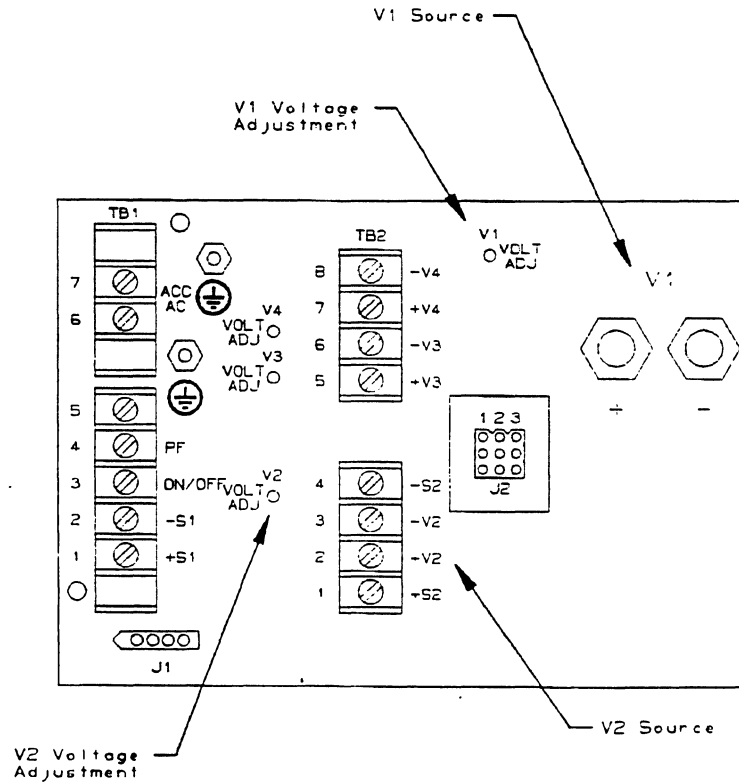 V1 Source
V1 Voltage
Adjustment
TB1
7
ACC
AC
6
5
4
PF
3
ON/OFF
2
-S1
1
+S1
J1
V4
VOLT
ADJ
V3
VOLT
ADJ
V2
VOLT
ADJ
TB2
8
-V4
7
+V4
6
-V3
5
+V3
4
-S2
3
-V2
2
+V2
1
+S2
V1
VOLT
ADJ
V1
+
-
1 2 3
J2
V2 Source
V2 Voltage
Adjustment